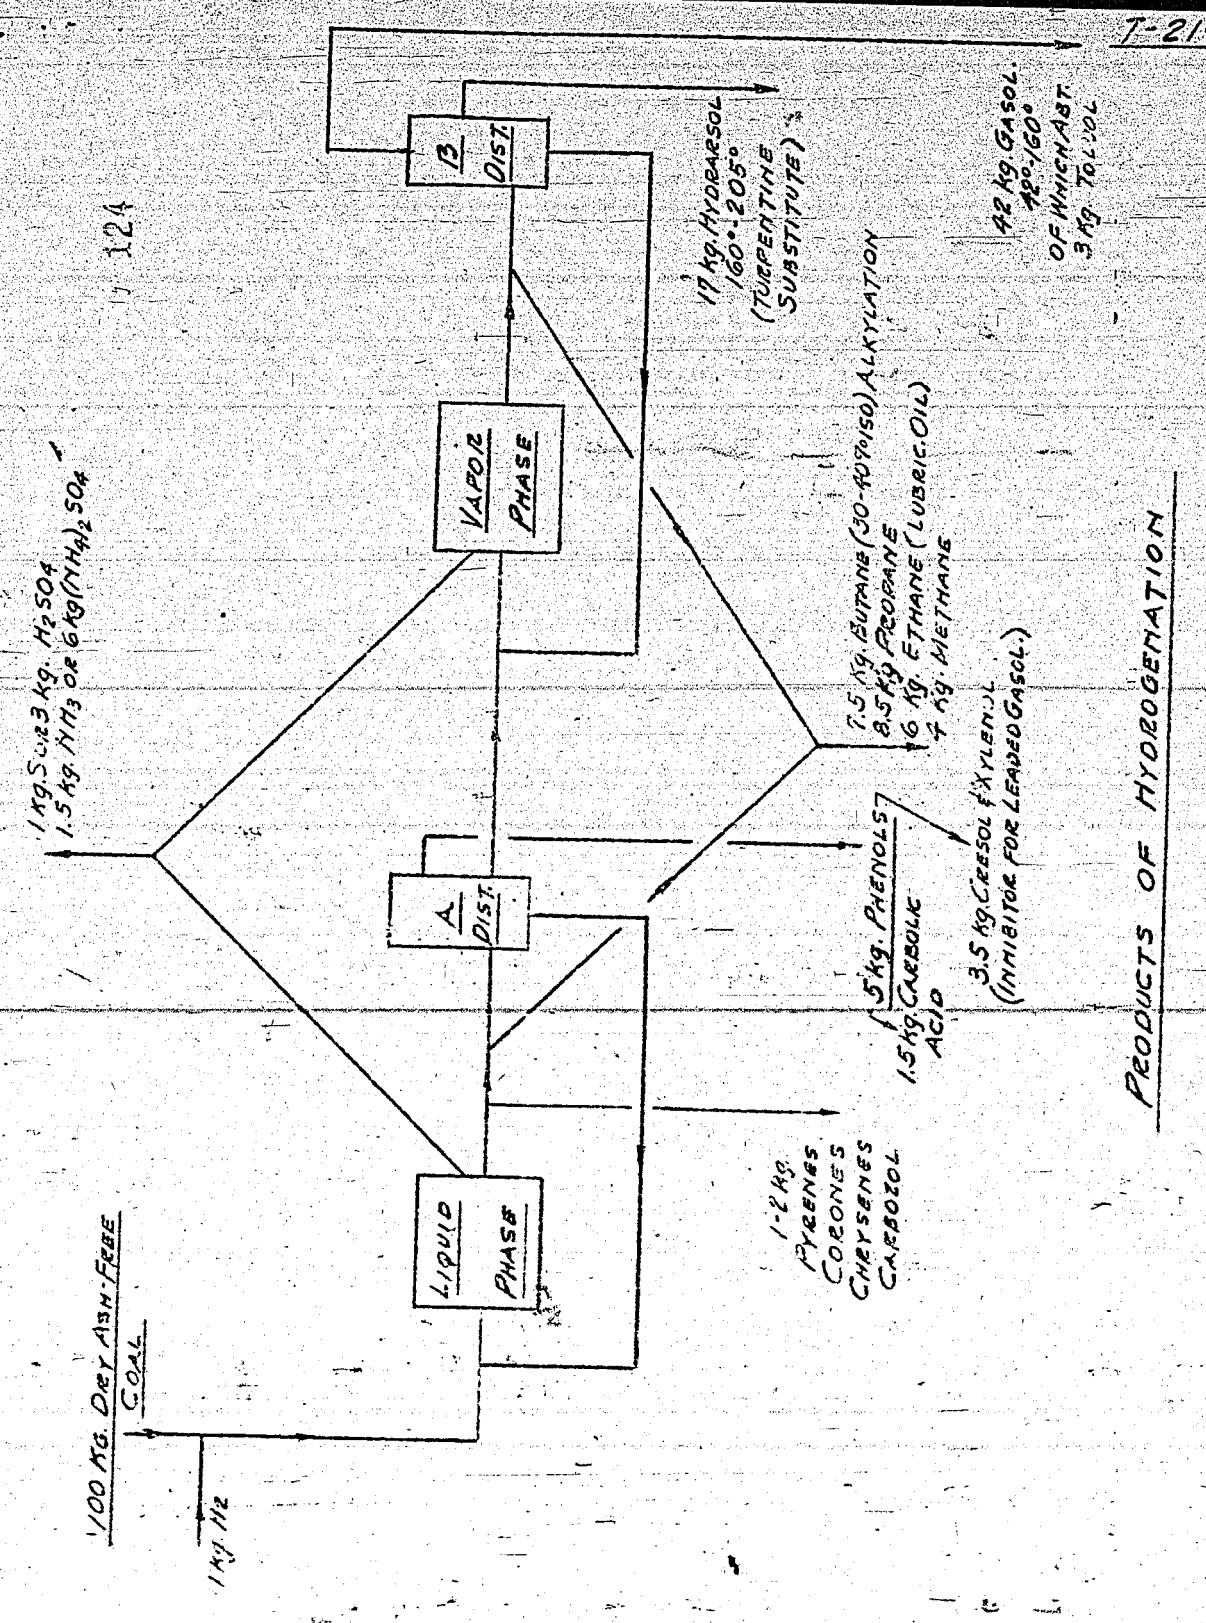 T-21
124
1 kg. S OR 3 kg. H2SO4
1.5 kg. NH3 OR 6 kg (NH4)2 SO4
100 KG. DRY ASH-FREE
COAL
1 kg. H2
LIQUID
PHASE
A
DIST.
VAPOR
PHASE
B
DIST.
1-2 kg.
PYRENES
CORONES
CHRYSENES
CARBOZOL
5 kg. PHENOLS
1.5 kg. CARBOLIC
ACID
3.5 kg. CRESOL & XYLENOL
(INHIBITOR FOR LEADED GASOL.)
7.5 kg. BUTANE (30-40% ISO) ALKYLATION
8.5 kg PROPANE
6 kg. ETHANE (LUBRIC. OIL)
7 kg. METHANE
17 kg. HYDRARSOL
160°-205°
(TURPENTINE
SUBSTITUTE)
42 kg. GASOL.
42°-160°
OF WHICH ABT.
3 kg. TOLUOL
PRODUCTS OF HYDROGENATION